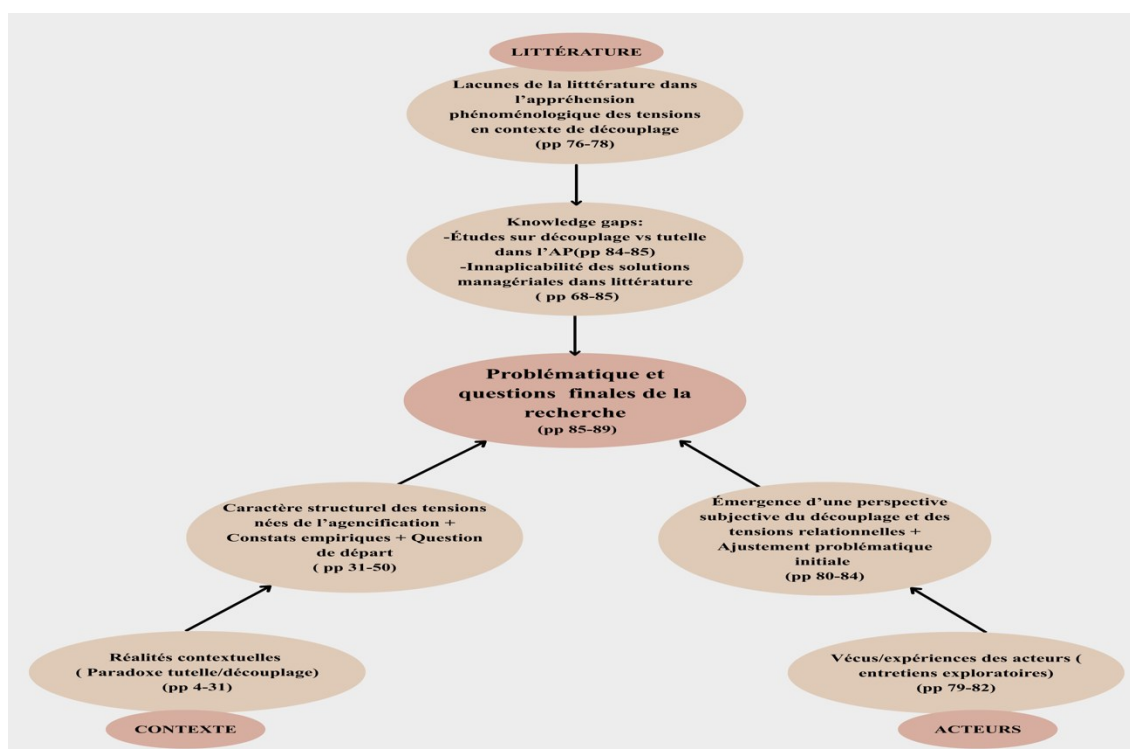 LITTÉRATURE
Lacunes de la litttérature dans
l'appréhension
phénoménologique des tensions
en contexte de découplage
(pp 76-78)
Knowledge gaps:
-Études sur découplage vs tutelle
dans l'AP(pp 84-85)
-Innaplicabilité des solutions
managériales dans littérature
( pp 68-85)
Problématique et
questions finales de la
recherche
(pp 85-89)
Caractère structurel des tensions
nées de l'agencification +
Constats empiriques + Question
de départ
( pp 31-50)
Émergence d'une perspective
subjective du découplage et des
tensions relationnelles +
Ajustement problématique
initiale
(pp 80-84)
Réalités contextuelles
( Paradoxe tutelle/découplage)
(pp 4-31)
CONTEXTE
Vécus/expériences des acteurs (
entretiens exploratoires)
(pp 79-82)
ACTEURS